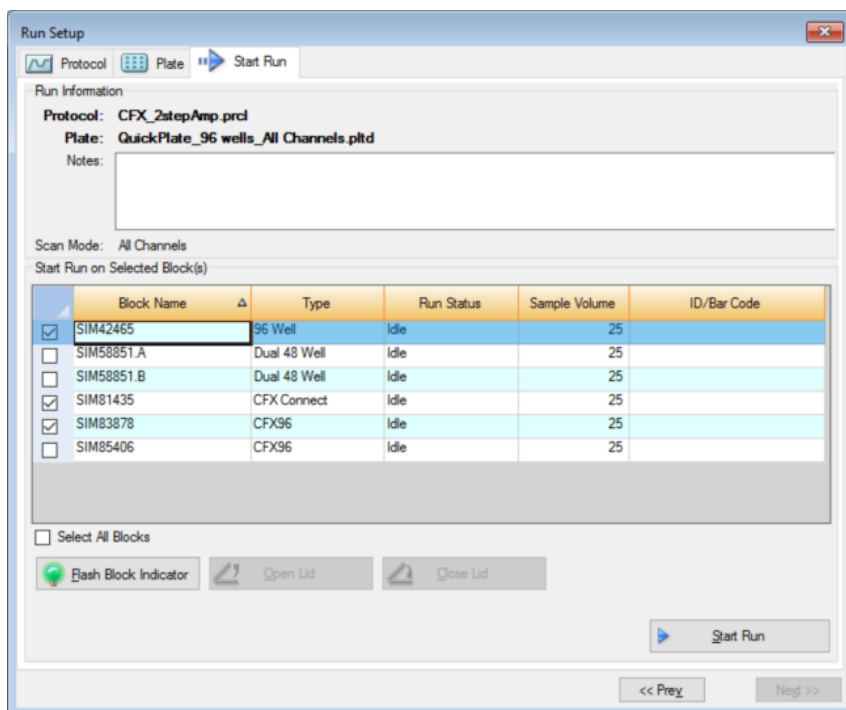 Run Setup
Protocol Plate Start Run
Run Information
Protocol: CFX_2stepAmp.prcl
Plate: QuickPlate_96 wells_All Channels.pltd
Notes:
Scan Mode: All Channels
Start Run on Selected Block(s)
Block Name Type Run Status Sample Volume ID/Bar Code
SIM42465 96 Well Idle 25
SIM58851.A Dual 48 Well Idle 25
SIM58851.B Dual 48 Well Idle 25
SIM81435 CFX Connect Idle 25
SIM83878 CFX96 Idle 25
SIM85406 CFX96 Idle 25
Select All Blocks
Flash Block Indicator Open Lid Close Lid
Start Run
<< Prev Next >>